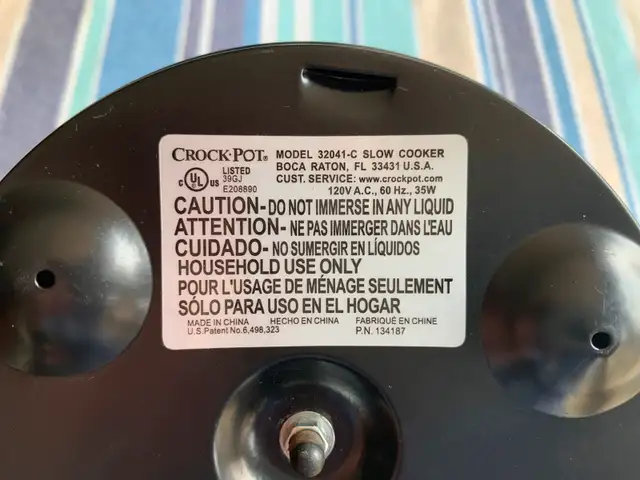 CROCK·POT® MODEL 32041-C SLOW COOKER
BOCA RATON, FL 33431 U.S.A.
CUST. SERVICE: www.crockpot.com
120V A.C., 60 Hz., 35W
c UL us LISTED
39GJ
E208890
CAUTION- DO NOT IMMERSE IN ANY LIQUID
ATTENTION- NE PAS IMMERGER DANS L'EAU
CUIDADO- NO SUMERGIR EN LÍQUIDOS
HOUSEHOLD USE ONLY
POUR L'USAGE DE MÉNAGE SEULEMENT
SÓLO PARA USO EN EL HOGAR
MADE IN CHINA HECHO EN CHINA FABRIQUÉ EN CHINE
U.S.Patent No.6,498,323 P.N. 134187